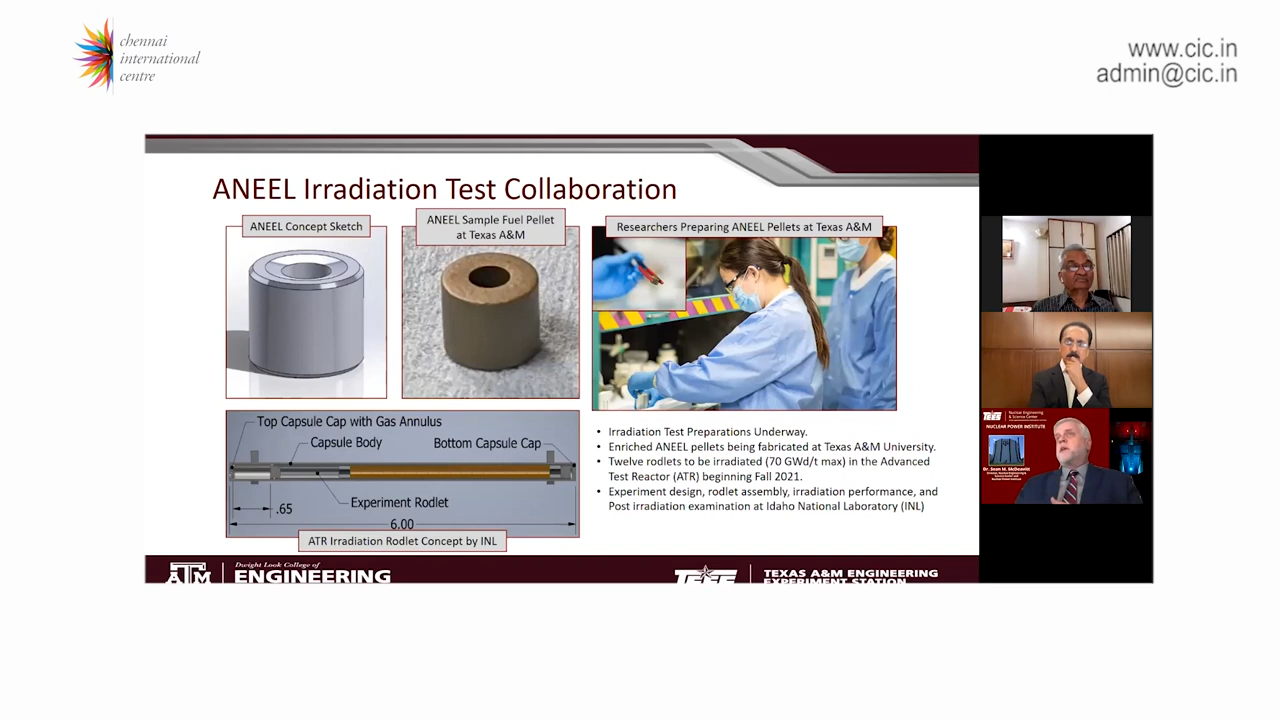 chennai
international
centre
www.cic.in
admin@cic.in
ANEEL Irradiation Test Collaboration
ANEEL Concept Sketch
ANEEL Sample Fuel Pellet
at Texas A&M
Researchers Preparing ANEEL Pellets at Texas A&M
Top Capsule Cap with Gas Annulus
Capsule Body
Bottom Capsule Cap
Experiment Rodlet
.65
6.00
ATR Irradiation Rodlet Concept by INL
• Irradiation Test Preparations Underway.
• Enriched ANEEL pellets being fabricated at Texas A&M University.
• Twelve rodlets to be irradiated (70 GWd/t max) in the Advanced
Test Reactor (ATR) beginning Fall 2021.
• Experiment design, rodlet assembly, irradiation performance, and
Post irradiation examination at Idaho National Laboratory (INL)
TEES
Nuclear Engineering
& Science Center
NUCLEAR POWER INSTITUTE
Dr. Sean M. McDeavitt
Nuclear Power Institute
ATM
Dwight Look College of
ENGINEERING
TEES
TEXAS A&M ENGINEERING
EXPERIMENT STATION